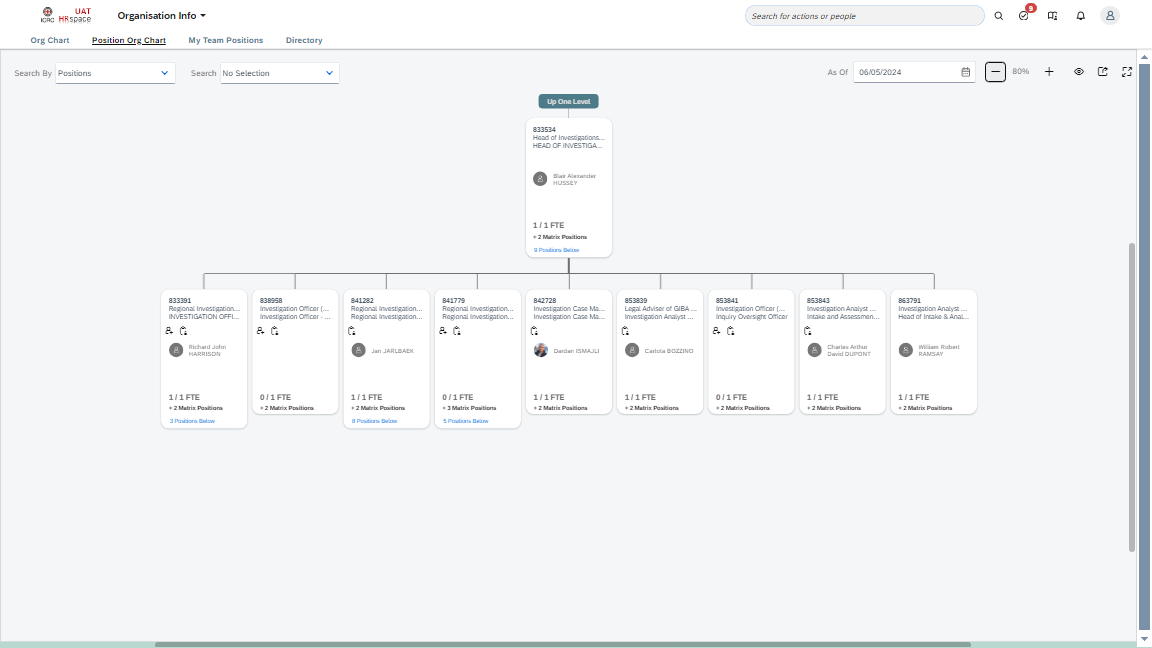 ICRC
UAT
HRspace
Organisation Info
Search for actions or people
9
Org Chart
Position Org Chart
My Team Positions
Directory
Search By
Positions
Search
No Selection
As Of
06/05/2024
80%
Up One Level
833534
Head of Investigations...
HEAD OF INVESTIGA...
Blair Alexander
HUSSEY
1 / 1 FTE
+ 2 Matrix Positions
9 Positions Below
833391
Regional Investigation...
INVESTIGATION OFFI...
Richard John
HARRISON
1 / 1 FTE
+ 2 Matrix Positions
3 Positions Below
838958
Investigation Officer (...
Investigation Officer - ...
0 / 1 FTE
+ 2 Matrix Positions
841282
Regional Investigation...
Regional Investigation...
Jan JARLBAEK
1 / 1 FTE
+ 2 Matrix Positions
8 Positions Below
841779
Regional Investigation...
Regional Investigation...
0 / 1 FTE
+ 3 Matrix Positions
5 Positions Below
842728
Investigation Case Ma...
Investigation Case Ma...
Dardan ISMAJLI
1 / 1 FTE
+ 2 Matrix Positions
853839
Legal Adviser of GIBA ...
Investigation Analyst ...
Carlota BOZZINO
1 / 1 FTE
+ 2 Matrix Positions
853841
Investigation Officer (...
Inquiry Oversight Officer
0 / 1 FTE
+ 2 Matrix Positions
853843
Investigation Analyst ...
Intake and Assessmen...
Charles Arthur
David DUPONT
1 / 1 FTE
+ 2 Matrix Positions
863791
Investigation Analyst ...
Head of Intake & Anal...
William Robert
RAMSAY
1 / 1 FTE
+ 2 Matrix Positions